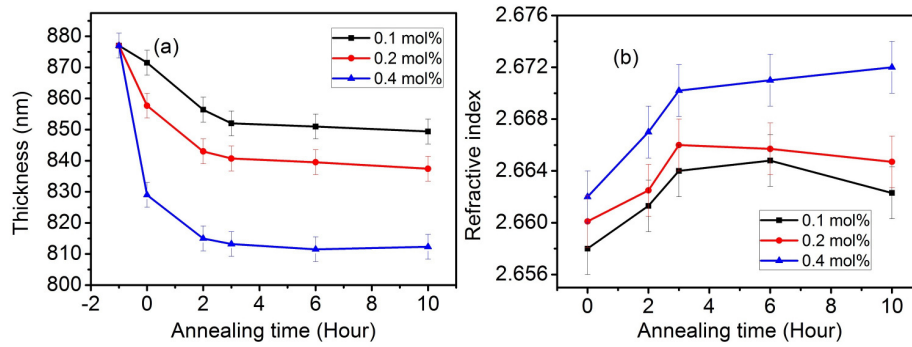 880
870
860
850
840
830
820
810
800
Thickness (nm)
(a)
0.1 mol%
0.2 mol%
0.4 mol%
-2 0 2 4 6 8 10
Annealing time (Hour)
2.676
2.672
2.668
2.664
2.660
2.656
Refractive index
(b)
0.1 mol%
0.2 mol%
0.4 mol%
0 2 4 6 8 10
Annealing time (Hour)